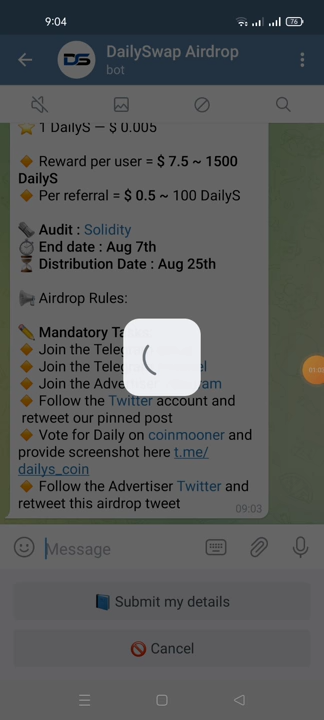 9:04
76
DS
DailySwap Airdrop
bot
⭐ 1 DailyS — $ 0.005
🔶 Reward per user = $ 7.5 ~ 1500
DailyS
🔶 Per referral = $ 0.5 ~ 100 DailyS
🗞 Audit : Solidity
⏱ End date : Aug 7th
⏳ Distribution Date : Aug 25th
📢 Airdrop Rules:
✏️ Mandatory
🔶 Join the
🔶 Join the
🔶 Join the
🔶 Follow the Twitter account and
retweet our pinned post
🔶 Vote for Daily on coinmooner and
provide screenshot here t.me/
dailys_coin
🔶 Follow the Advertiser Twitter and
retweet this airdrop tweet
09:03
Message
📘 Submit my details
🚫 Cancel